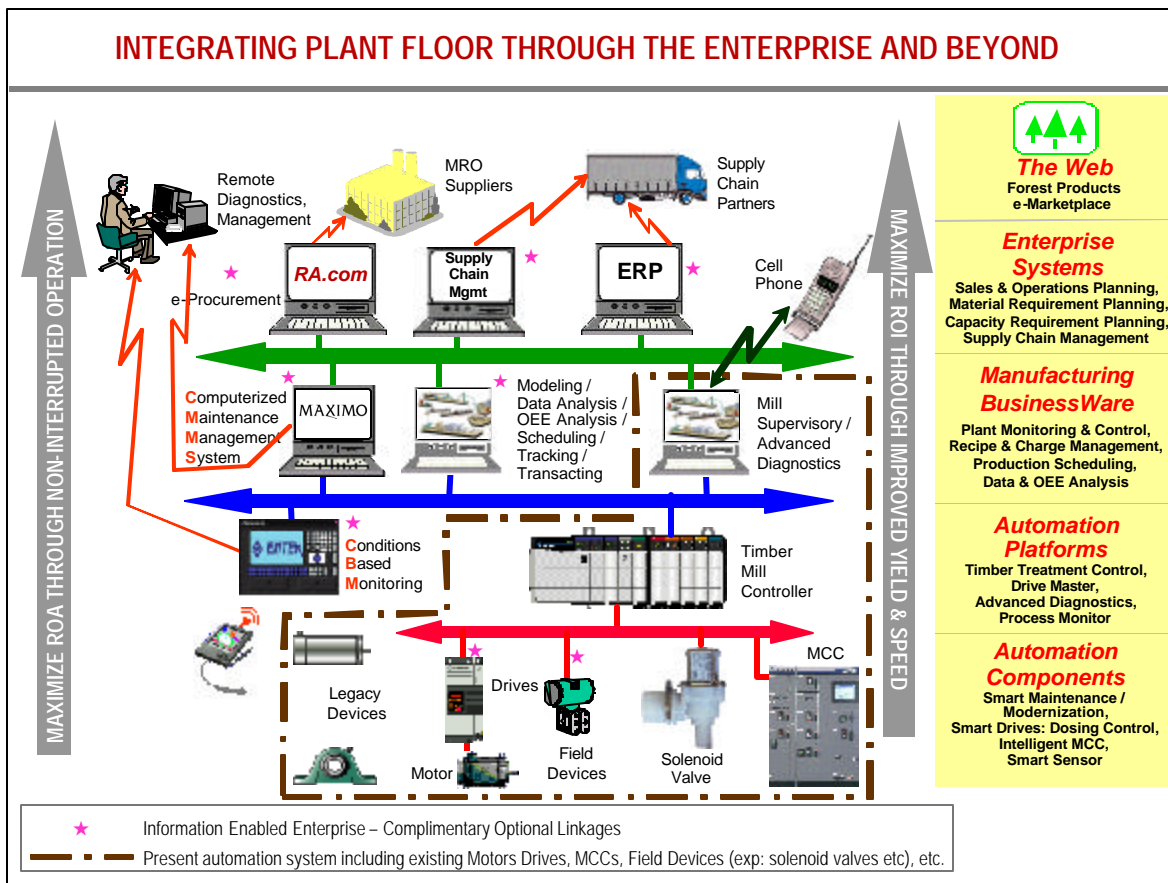 INTEGRATING PLANT FLOOR THROUGH THE ENTERPRISE AND BEYOND
MAXIMIZE ROA THROUGH NON-INTERRUPTED OPERATION
Remote
Diagnostics,
Management
MRO
Suppliers
Supply
Chain
Partners
e-Procurement
RA.com
Supply
Chain
Mgmt
ERP
Cell
Phone
Computerized
Maintenance
Management
System
MAXIMO
Modeling /
Data Analysis /
OEE Analysis /
Scheduling /
Tracking /
Transacting
Mill
Supervisory /
Advanced
Diagnostics
ENTER
Conditions
Based
Monitoring
Timber
Mill
Controller
Legacy
Devices
Drives
Motor
Field
Devices
Solenoid
Valve
MCC
MAXIMIZE ROI THROUGH IMPROVED YIELD & SPEED
The Web
Forest Products
e-Marketplace
Enterprise
Systems
Sales & Operations Planning,
Material Requirement Planning,
Capacity Requirement Planning,
Supply Chain Management
Manufacturing
BusinessWare
Plant Monitoring & Control,
Recipe & Charge Management,
Production Scheduling,
Data & OEE Analysis
Automation
Platforms
Timber Treatment Control,
Drive Master,
Advanced Diagnostics,
Process Monitor
Automation
Components
Smart Maintenance /
Modernization,
Smart Drives: Dosing Control,
Intelligent MCC,
Smart Sensor
Information Enabled Enterprise – Complimentary Optional Linkages
Present automation system including existing Motors Drives, MCCs, Field Devices (exp: solenoid valves etc), etc.